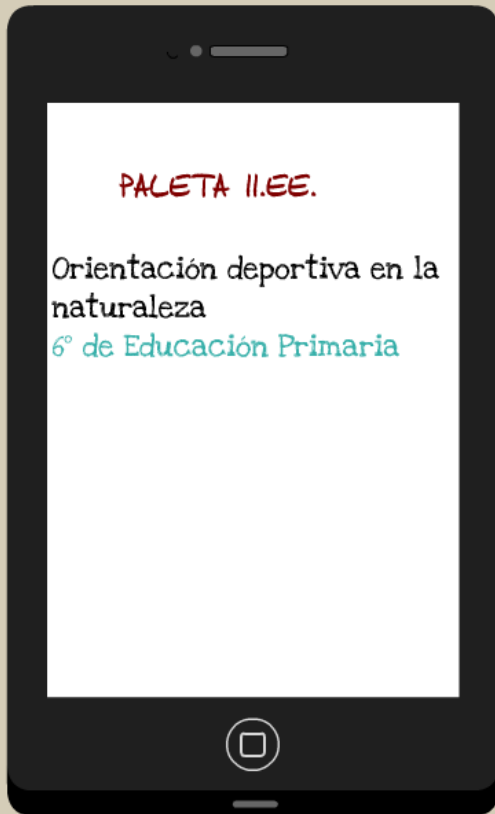 PALETA II.EE.
Orientación deportiva en la
naturaleza
6º de Educación Primaria